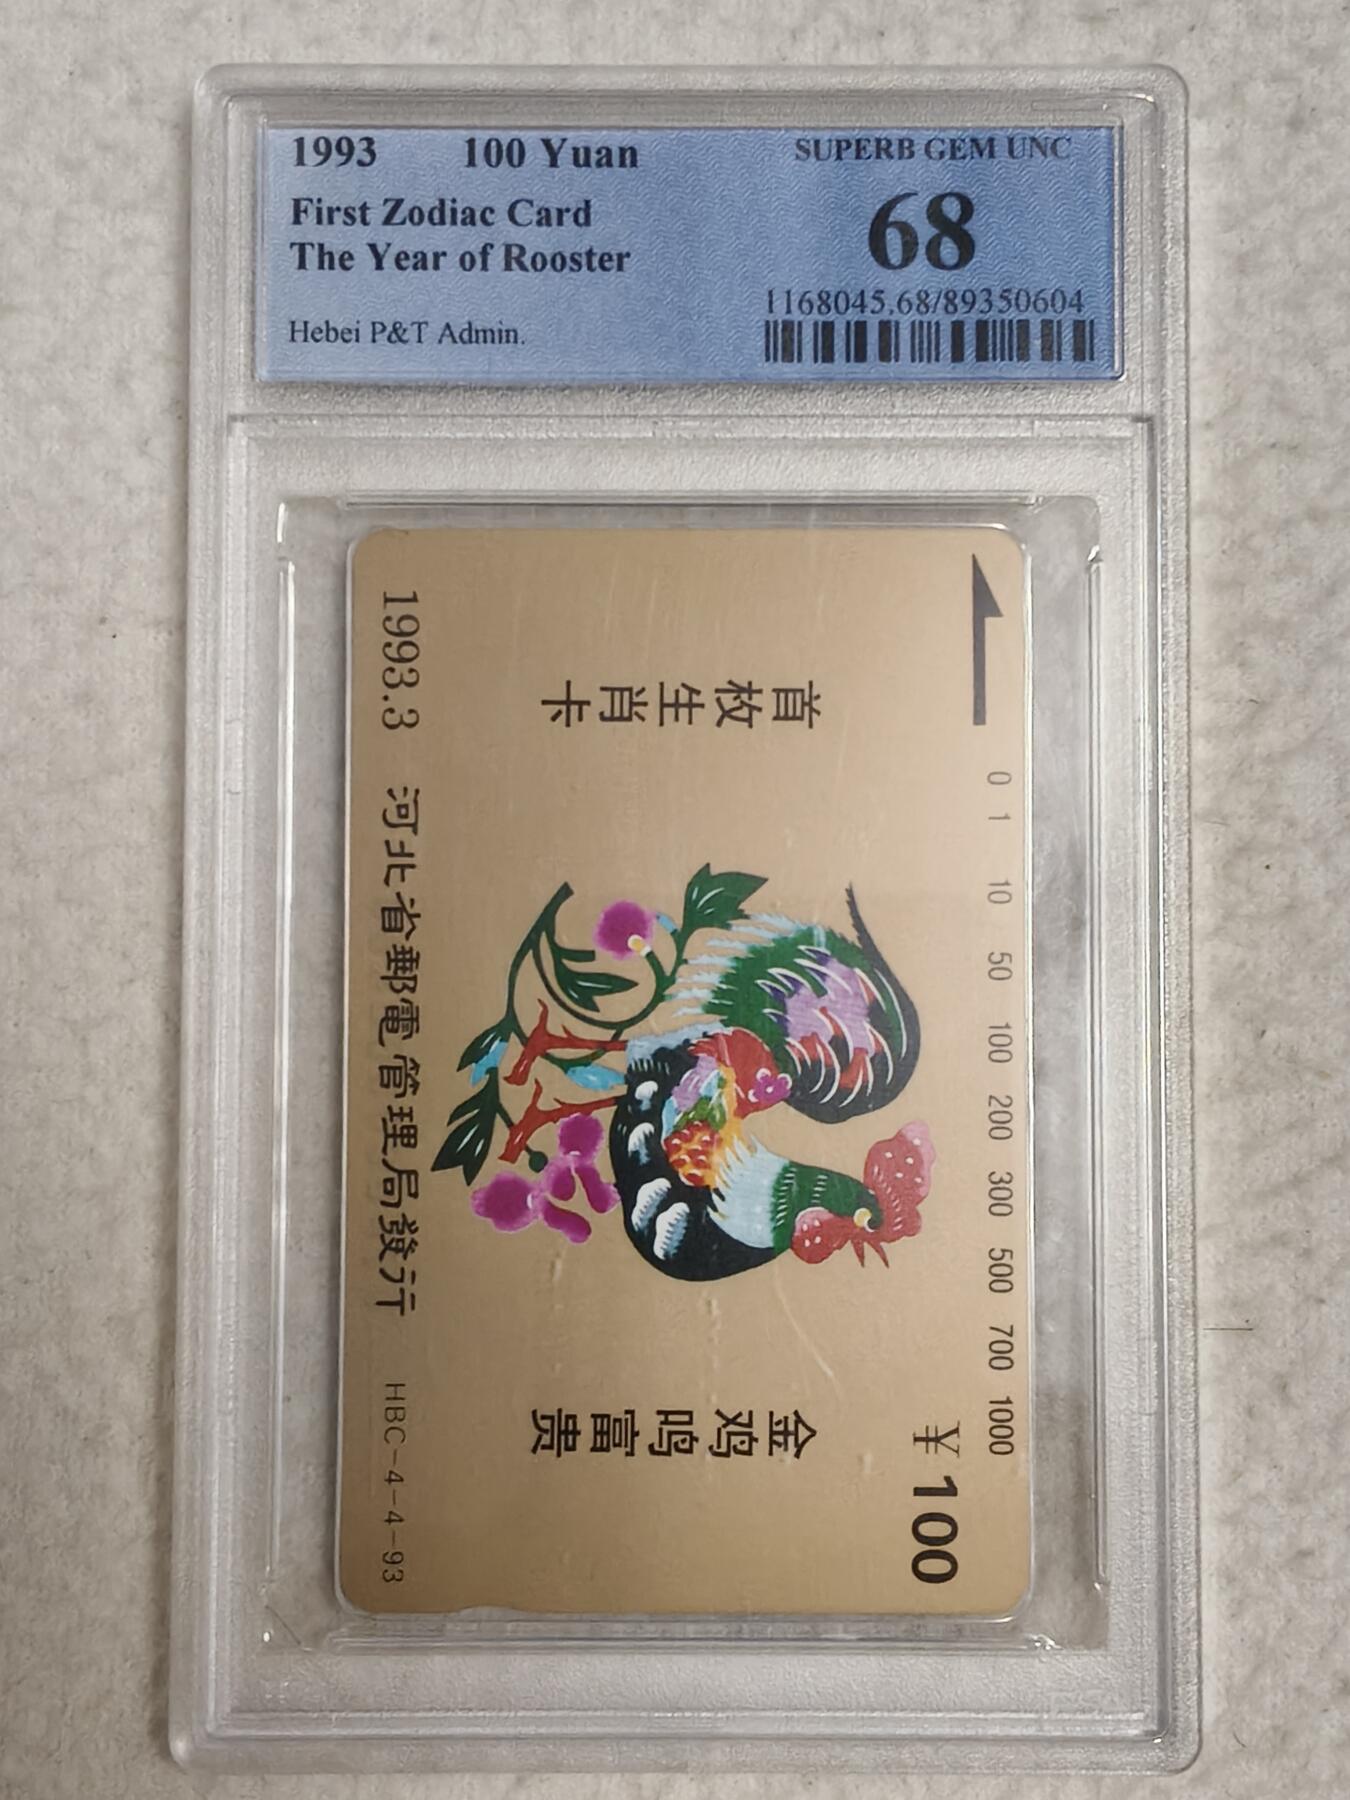 1993 100 Yuan
First Zodiac Card
The Year of Rooster
Hebei P&T Admin.
SUPERB GEM UNC
68
1168045.68/89350604
0 1 10 50 100 200 300 500 700 1000
¥100
首枚生肖卡
金鸡鸣富贵
1993.3 河北省郵電管理局發行 HBC-4-4-93